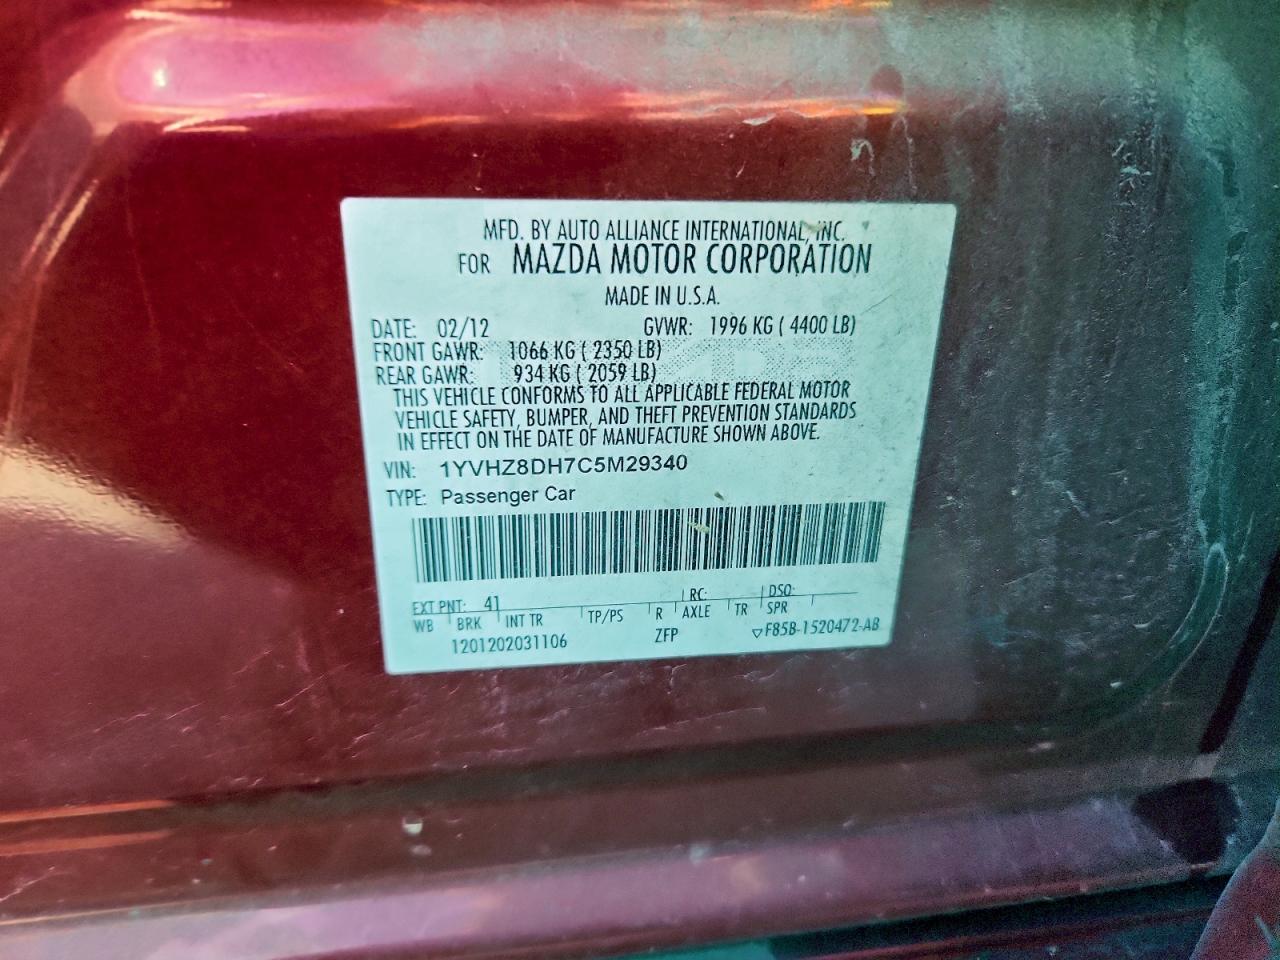 MFD. BY AUTO ALLIANCE INTERNATIONAL, INC.
FOR MAZDA MOTOR CORPORATION
MADE IN U.S.A.
DATE: 02/12 GVWR: 1996 KG ( 4400 LB)
FRONT GAWR: 1066 KG ( 2350 LB)
REAR GAWR: 934 KG ( 2059 LB)
THIS VEHICLE CONFORMS TO ALL APPLICABLE FEDERAL MOTOR
VEHICLE SAFETY, BUMPER, AND THEFT PREVENTION STANDARDS
IN EFFECT ON THE DATE OF MANUFACTURE SHOWN ABOVE.
VIN: 1YVHZ8DH7C5M29340
TYPE: Passenger Car
EXT PNT: 41 RC: DSO:
WB BRK INT TR TP/PS R AXLE TR SPR
1201202031106 ZFP ▽F85B-1520472-AB